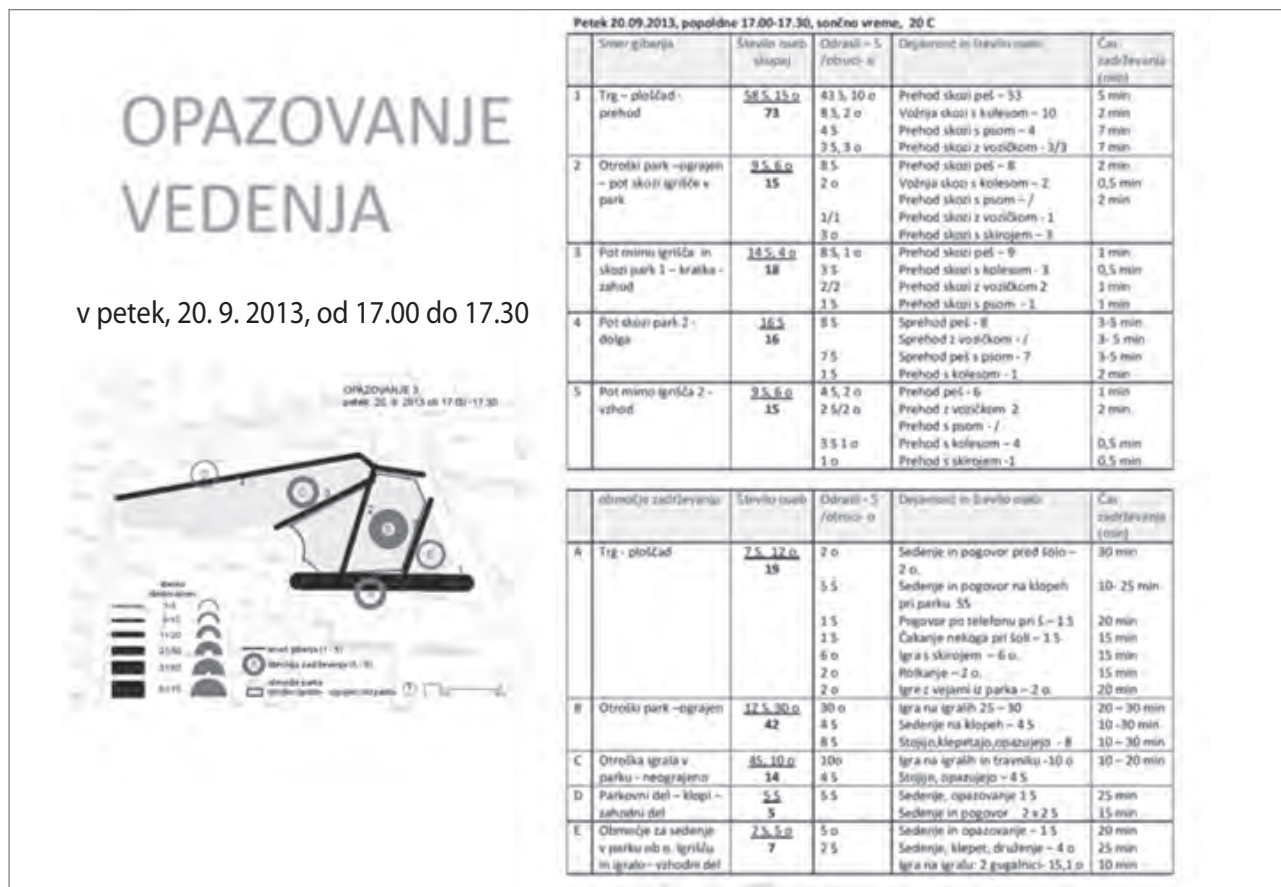 OPAZOVANJE
VEDENJA
v petek, 20. 9. 2013, od 17.00 do 17.30
OPAZOVANJE 3
petek 20. 9. 2013 ob 17:00-17:30
Petek 20.09.2013, popoldne 17.00-17.30, sončno vreme, 20 C
Smer gibanja
Število oseb skupaj
Odrasli – S /otroci- o
Dejavnost in število oseb
Čas zadrževanja (min)
1 Trg – ploščad - prehod
58 S, 15 o
73
43 S, 10 o Prehod skozi peš – 53 5 min
8 S, 2 o Vožnja skozi s kolesom – 10 2 min
4 S Prehod skozi s psom – 4 7 min
3 S, 3 o Prehod skozi z vozičkom - 3/3 7 min
2 Otroški park –ograjen – pot skozi igrišče v park
9 S, 6 o
15
8 S Prehod skozi peš – 8 2 min
2 o Vožnja skozi s kolesom – 2 0,5 min
Prehod skozi s psom – / 2 min
1/1 Prehod skozi z vozičkom - 1
3 o Prehod skozi s skirojem – 3
3 Pot mimo igrišča in skozi park 1 – kratka - zahod
14 S, 4 o
18
8 S, 1 o Prehod skozi peš – 9 1 min
3 S Prehod skozi s kolesom - 3 0,5 min
2/2 Prehod skozi z vozičkom 2 1 min
1 S Prehod skozi s psom - 1 1 min
4 Pot skozi park 2 - dolga
16 S
16
8 S Sprehod peš - 8 3-5 min
Sprehod z vozičkom - / 3- 5 min
7 S Sprehod peš s psom - 7 3-5 min
1 S Prehod s kolesom - 1 2 min
5 Pot mimo igrišča 2 - vzhod
9 S, 6 o
15
4 S, 2 o Prehod peš - 6 1 min
2 S/2 o Prehod z vozičkom 2 2 min
Prehod s psom - /
3 S 1 o Prehod s kolesom – 4 0,5 min
1 o Prehod s skirojem -1 0,5 min
območje zadrževanja
Število oseb
Odrasli - S /otroci- o
Dejavnost in število oseb
Čas zadrževanja (min)
A Trg - ploščad
7 S, 12 o
19
2 o Sedenje in pogovor pred šolo – 2 o. 30 min
5 S Sedenje in pogovor na klopeh pri parku 5S 10- 25 min
1 S Pogovor po telefonu pri š.– 1 S 20 min
1 S Čakanje nekoga pri šoli – 1 S 15 min
6 o Igra s skirojem – 6 o. 15 min
2 o Rolkanje – 2 o. 15 min
2 o Igre z vejami iz parka – 2 o. 20 min
B Otroški park –ograjen
12 S, 30 o
42
30 o Igra na igralih 25 – 30 20 – 30 min
4 S Sedenje na klopeh – 4 S 10 -30 min
8 S Stojijo,klepetajo,opazujejo - 8 10 – 30 min
C Otroška igrala v parku - neograjeno
4S, 10 o
14
10o Igra na igralih in travniku -10 o 10 – 20 min
4 S Stojijo, opazujejo – 4 S
D Parkovni del – klopi – zahodni del
5 S
5
5 S Sedenje, opazovanje 1 S 25 min
Sedenje in pogovor 2 x 2 S 15 min
E Območje za sedenje v parku ob o. igrišču in igralo – vzhodni del
2 S, 5 o
7
5 o Sedenje in opazovanje – 1 S 20 min
2 S Sedenje, klepet, druženje – 4 o 25 min
Igra na igralu: 2 gugalnici- 1S,1 o 10 min